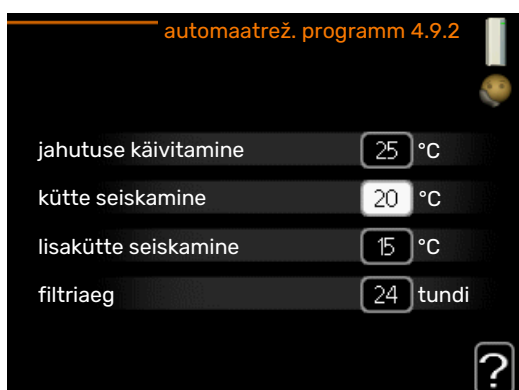 automaatrež. programm 4.9.2
jahutuse käivitamine 25 °C
kütte seiskamine 20 °C
lisakütte seiskamine 15 °C
filtriaeg 24 tundi
?